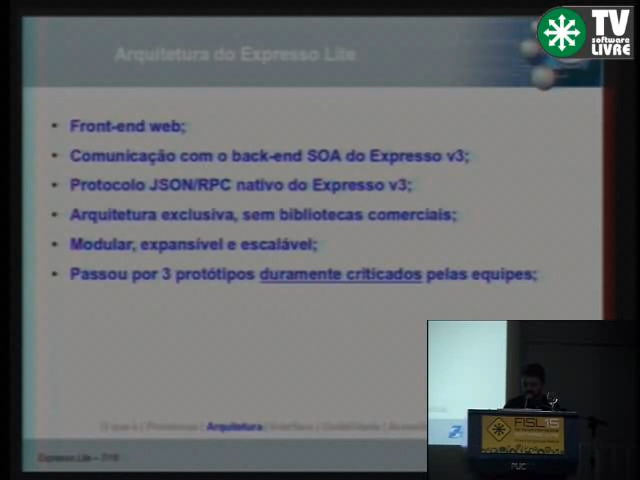 TV
software
LIVRE
Arquitetura do Expresso Lite
• Front-end web;
• Comunicação com o back-end SOA do Expresso v3;
• Protocolo JSON/RPC nativo do Expresso v3;
• Arquitetura exclusiva, sem bibliotecas comerciais;
• Modular, expansível e escalável;
• Passou por 3 protótipos duramente criticados pelas equipes;
O que é | Premissas | Arquitetura | Interface |
Expresso Lite –
FISL15
PUC